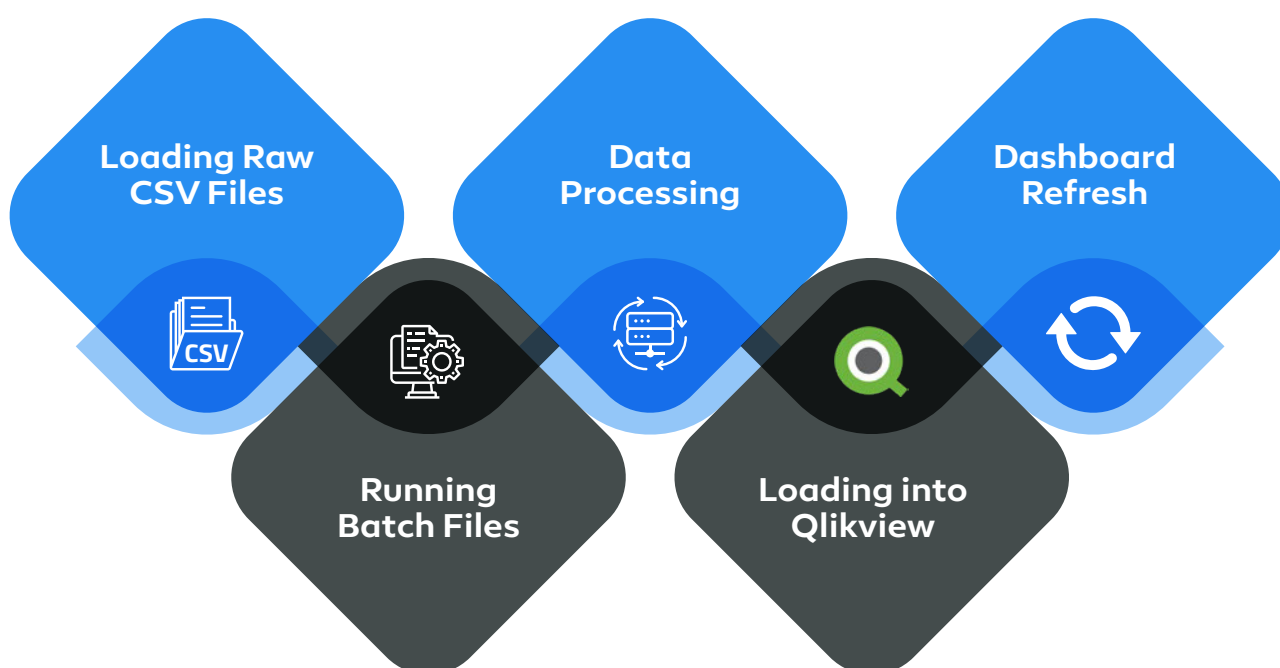 Loading Raw
CSV Files
CSV
Running
Batch Files
Data
Processing
Loading into
Qlikview
Dashboard
Refresh